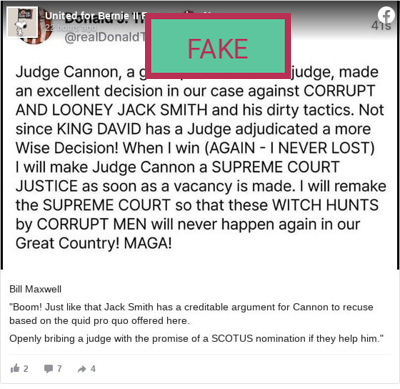 United for Bernie II
22 hours ago
@realDonaldT
41s
FAKE
Judge Cannon, a judge, made
an excellent decision in our case against CORRUPT
AND LOONEY JACK SMITH and his dirty tactics. Not
since KING DAVID has a Judge adjudicated a more
Wise Decision! When I win (AGAIN - I NEVER LOST)
I will make Judge Cannon a SUPREME COURT
JUSTICE as soon as a vacancy is made. I will remake
the SUPREME COURT so that these WITCH HUNTS
by CORRUPT MEN will never happen again in our
Great Country! MAGA!
Bill Maxwell
"Boom! Just like that Jack Smith has a creditable argument for Cannon to recuse
based on the quid pro quo offered here.
Openly bribing a judge with the promise of a SCOTUS nomination if they help him."
2 7 4